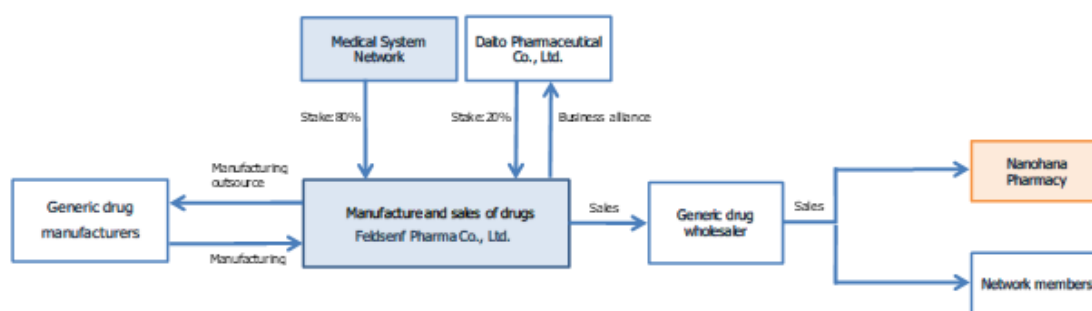 Medical System
Network
Daito Pharmaceutical
Co., Ltd.
Stake: 80%
Stake: 20%
Business alliance
Manufacturing
outsource
Generic drug
manufacturers
Manufacturing
Manufacture and sales of drugs
Feldsenf Pharma Co., Ltd.
Sales
Generic drug
wholesaler
Sales
Nanohana
Pharmacy
Network members